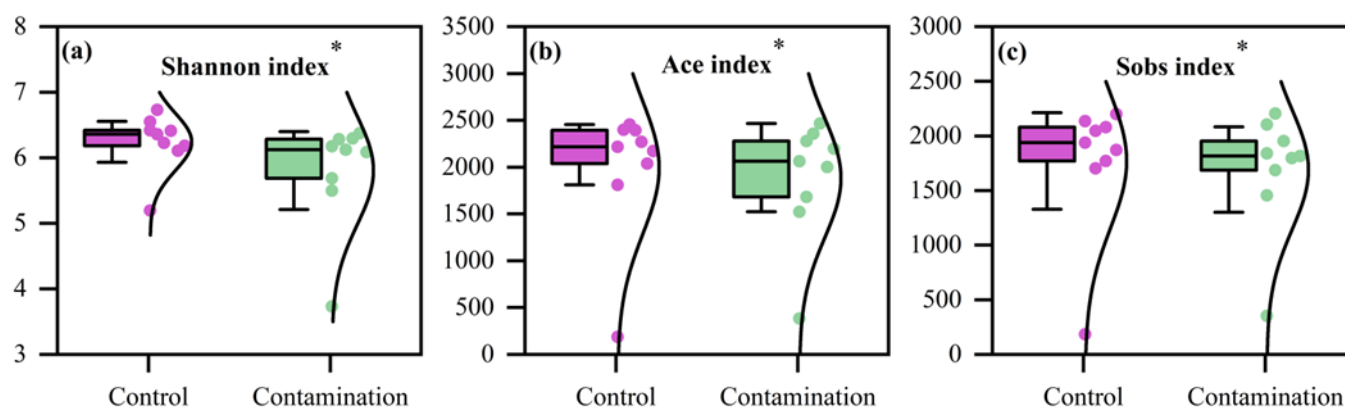 (a)
Shannon index*
8
7
6
5
4
3
Control
Contamination
(b)
Ace index*
3500
3000
2500
2000
1500
1000
500
0
Control
Contamination
(c)
Sobs index*
3000
2500
2000
1500
1000
500
0
Control
Contamination